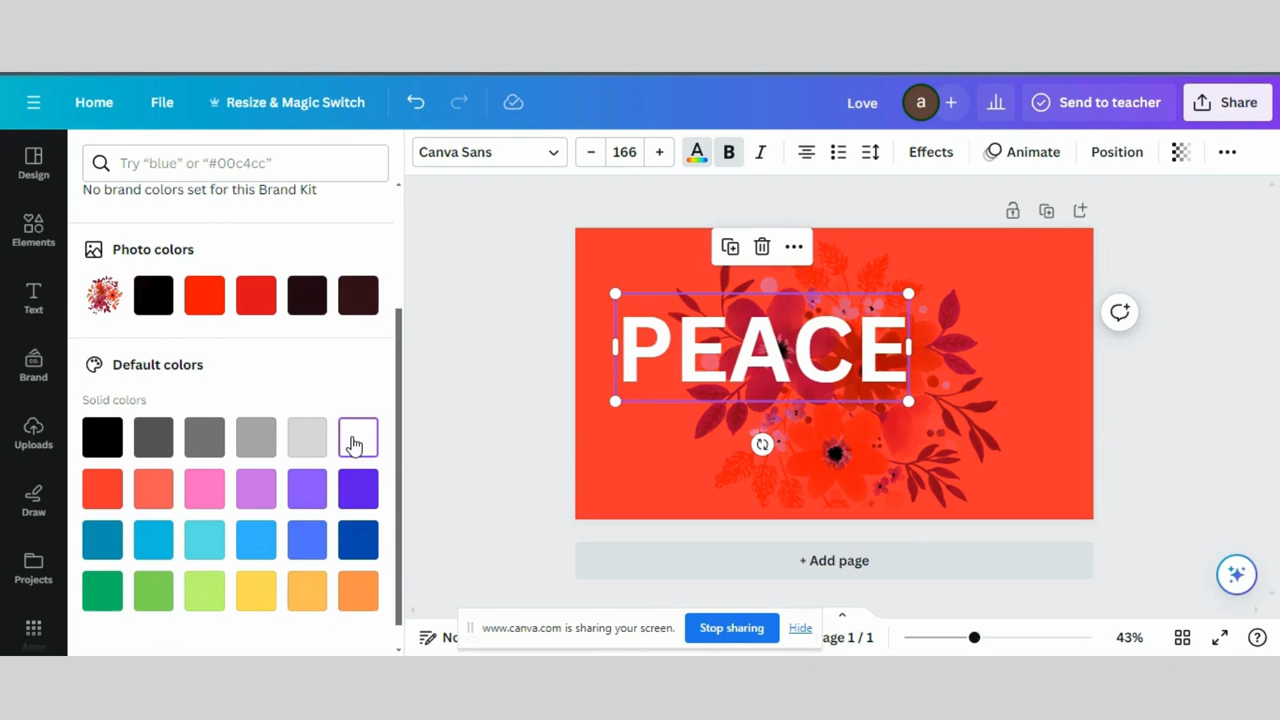 Home File Resize & Magic Switch Love a + Send to teacher Share
Design
Elements
Text
Brand
Uploads
Draw
Projects
Try “blue” or “#00c4cc”
No brand colors set for this Brand Kit
Photo colors
Default colors
Solid colors
Canva Sans − 166 + A B I Effects Animate Position
PEACE
+ Add page
www.canva.com is sharing your screen. Stop sharing Hide
age 1 / 1 43%